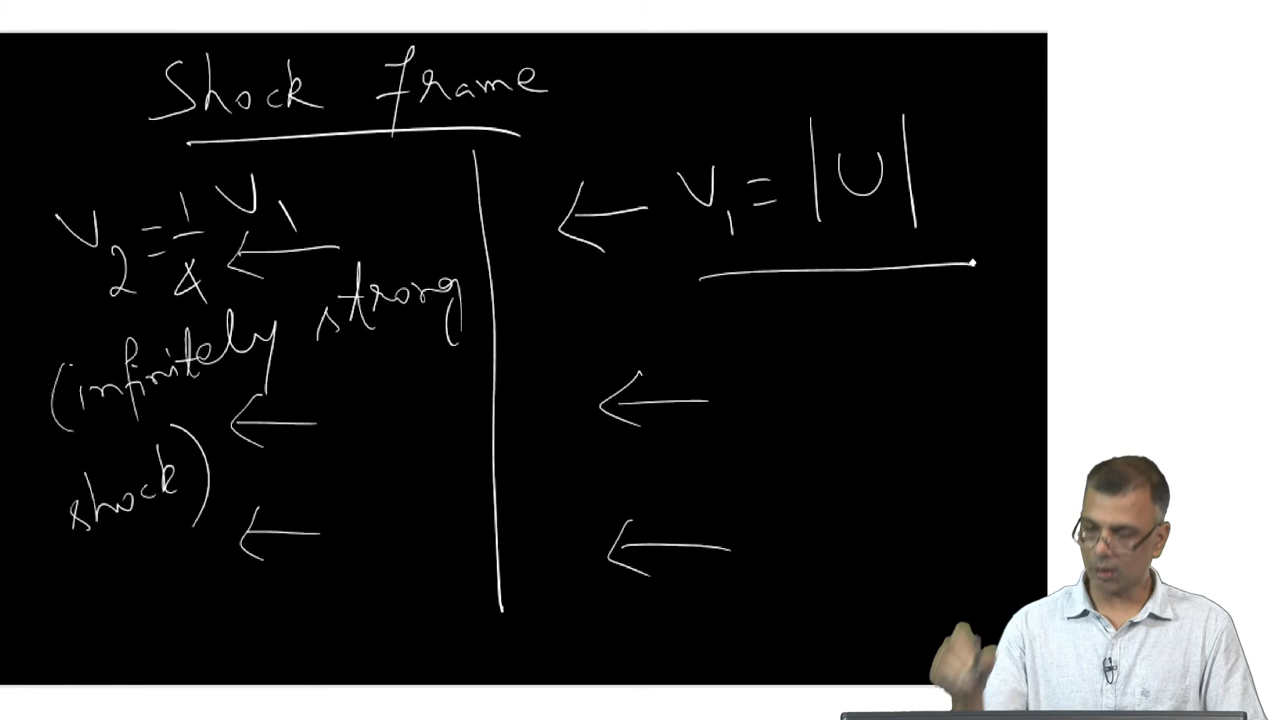 Shock frame
V2 = 1/4 V1
V1 = |U|
(infinitely strong
shock)